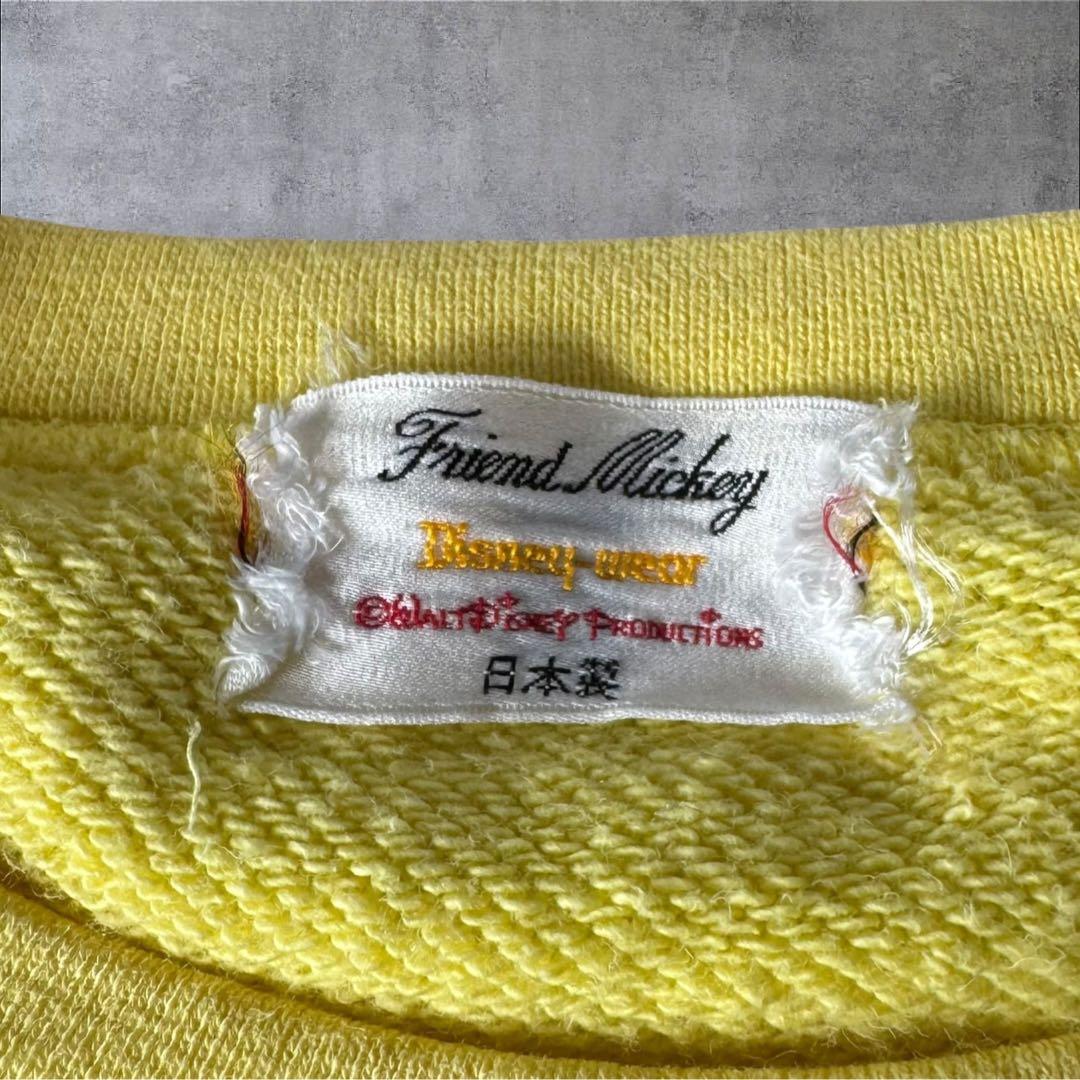 Friend Mickey
Disney-wear
©WALT DISNEY PRODUCTIONS
日本製